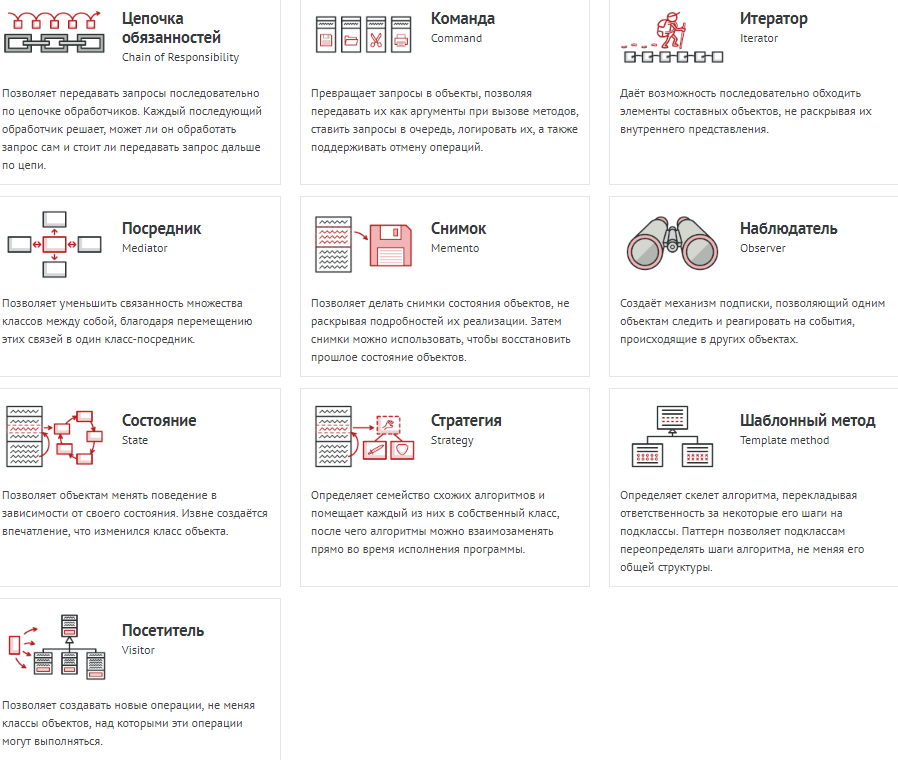 Цепочка
обязанностей
Chain of Responsibility
Позволяет передавать запросы последовательно
по цепочке обработчиков. Каждый последующий
обработчик решает, может ли он обработать
запрос сам и стоит ли передавать запрос дальше
по цепи.
Команда
Command
Превращает запросы в объекты, позволяя
передавать их как аргументы при вызове методов,
ставить запросы в очередь, логировать их, а также
поддерживать отмену операций.
Итератор
Iterator
Даёт возможность последовательно обходить
элементы составных объектов, не раскрывая их
внутреннего представления.
Посредник
Mediator
Позволяет уменьшить связанность множества
классов между собой, благодаря перемещению
этих связей в один класс-посредник.
Снимок
Memento
Позволяет делать снимки состояния объектов, не
раскрывая подробностей их реализации. Затем
снимки можно использовать, чтобы восстановить
прошлое состояние объектов.
Наблюдатель
Observer
Создаёт механизм подписки, позволяющий одним
объектам следить и реагировать на события,
происходящие в других объектах.
Состояние
State
Позволяет объектам менять поведение в
зависимости от своего состояния. Извне создаётся
впечатление, что изменился класс объекта.
Стратегия
Strategy
Определяет семейство схожих алгоритмов и
помещает каждый из них в собственный класс,
после чего алгоритмы можно взаимозаменять
прямо во время исполнения программы.
Шаблонный метод
Template method
Определяет скелет алгоритма, перекладывая
ответственность за некоторые его шаги на
подклассы. Паттерн позволяет подклассам
переопределять шаги алгоритма, не меняя его
общей структуры.
Посетитель
Visitor
Позволяет создавать новые операции, не меняя
классы объектов, над которыми эти операции
могут выполняться.